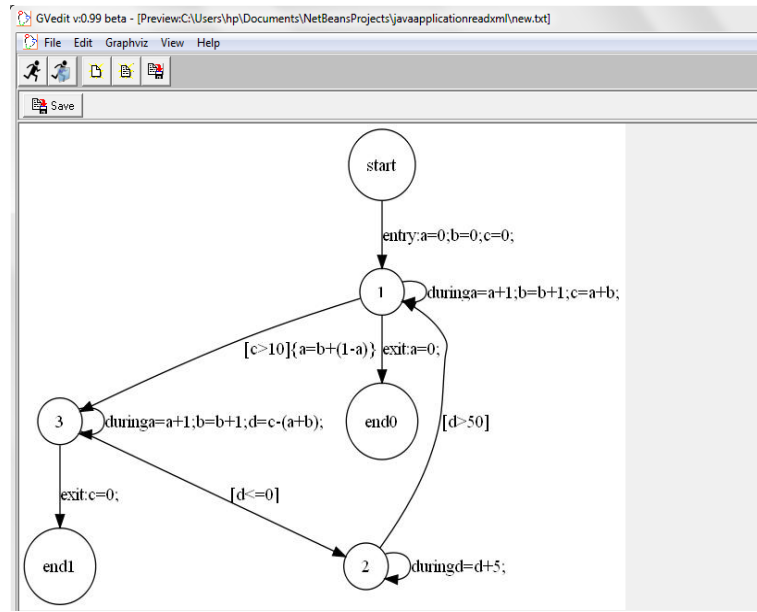 GVedit v:0.99 beta - [Preview:C:\Users\hp\Documents\NetBeansProjects\javaapplicationreadxml\new.txt]
File Edit Graphviz View Help
Save
start
entry:a=0;b=0;c=0;
1
duringa=a+1;b=b+1;c=a+b;
[c>10]{a=b+(1-a)}
exit:a=0;
3
duringa=a+1;b=b+1;d=c-(a+b);
end0
[d>50]
exit:c=0;
[d<=0]
end1
2
duringd=d+5;